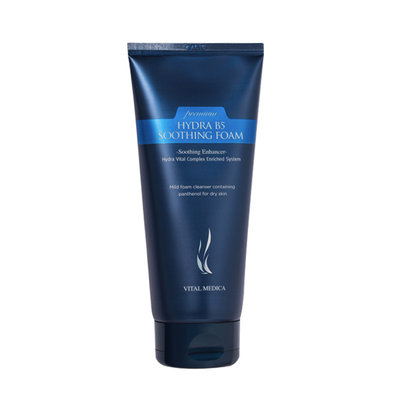 premium
HYDRA B5
SOOTHING FOAM
-Soothing Enhancer-
Hydra Vital Complex Enriched System
Mild foam cleanser containing
panthenol for dry skin
VITAL MEDICA